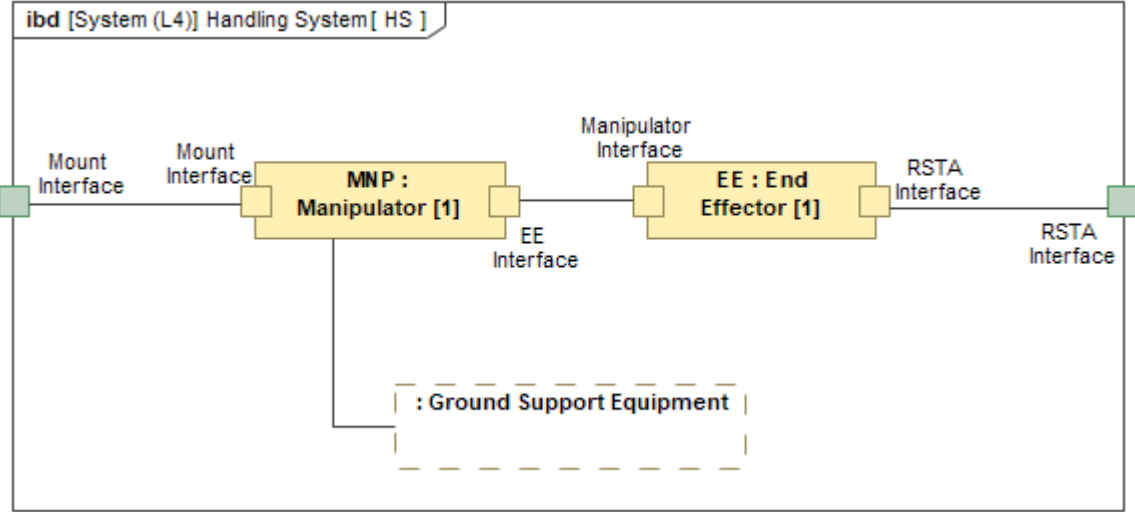 ibd [System (L4)] Handling System[ HS ]
Mount
Interface
Mount
Interface
MNP :
Manipulator [1]
EE
Interface
Manipulator
Interface
EE : End
Effector [1]
RSTA
Interface
RSTA
Interface
: Ground Support Equipment